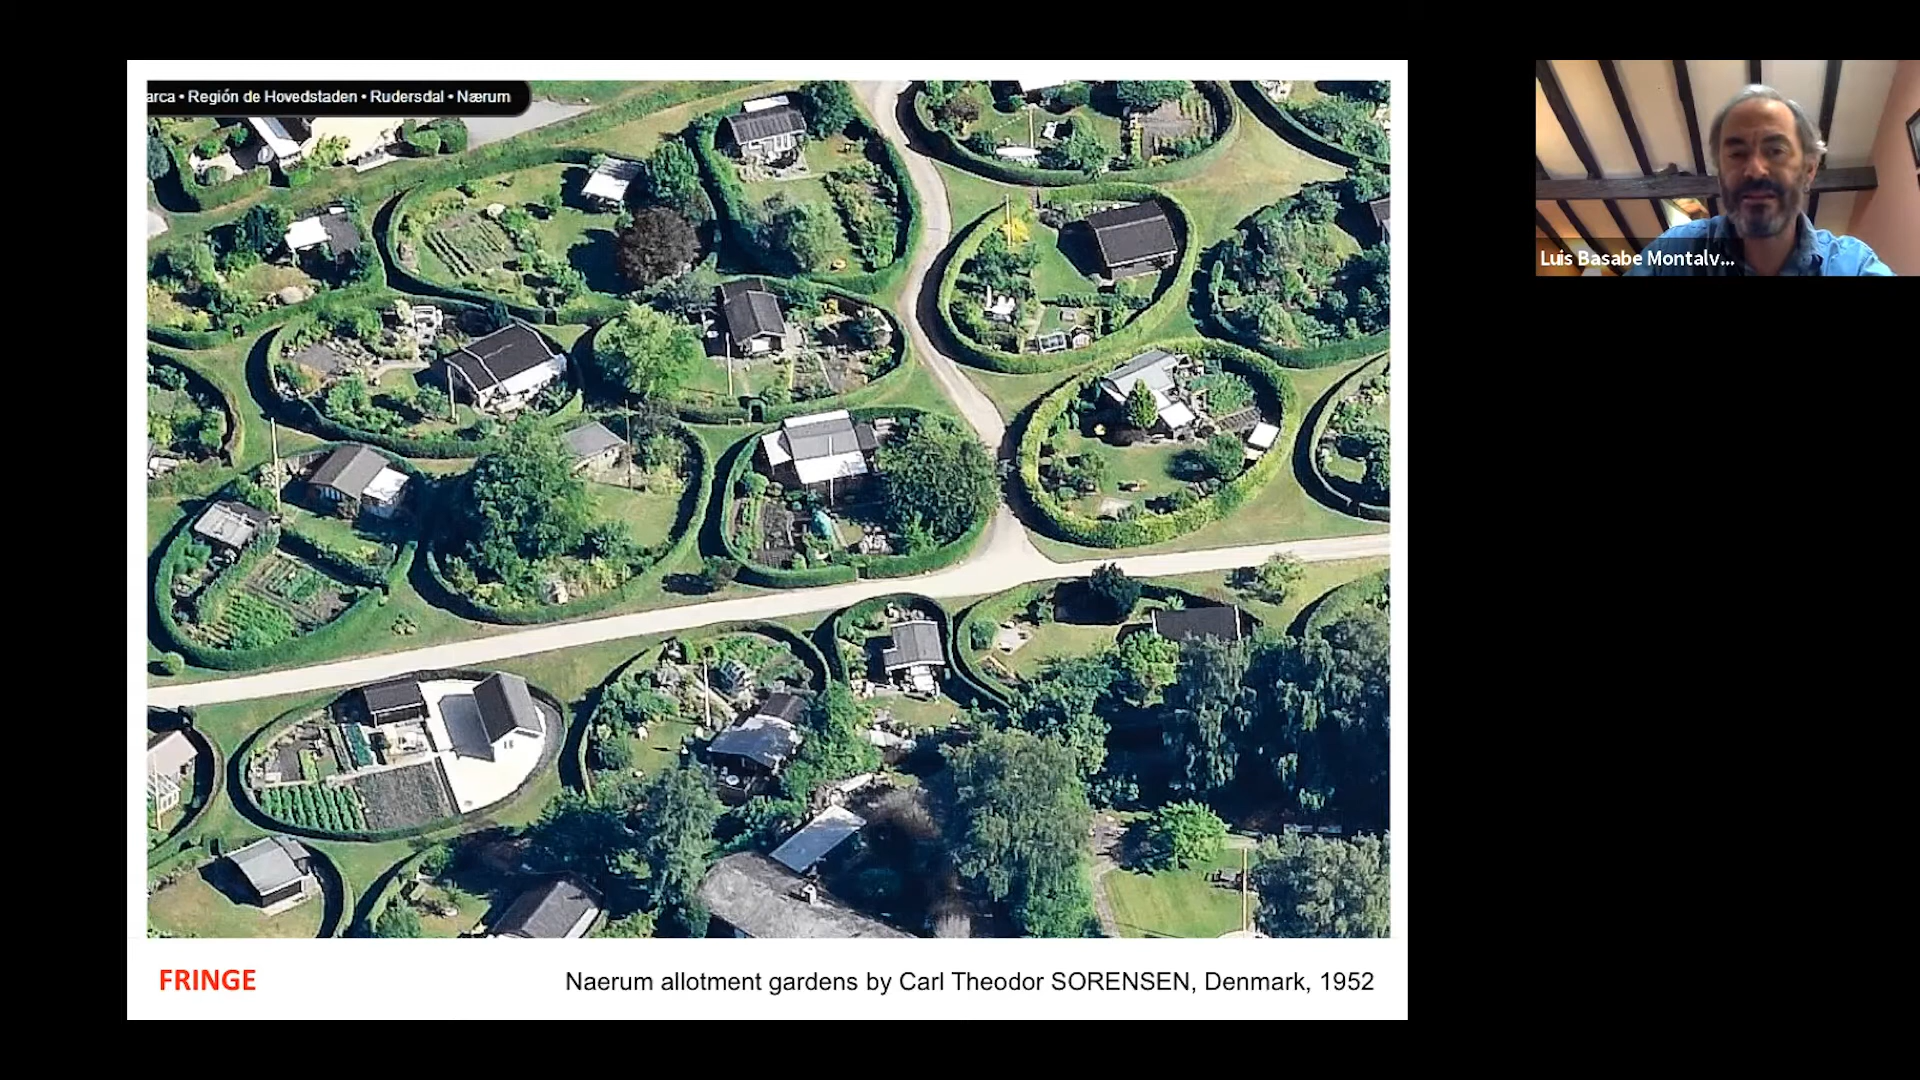 arca • Región de Hovedstaden • Rudersdal • Nærum
Luis Basabe Montalv...
FRINGE
Naerum allotment gardens by Carl Theodor SORENSEN, Denmark, 1952